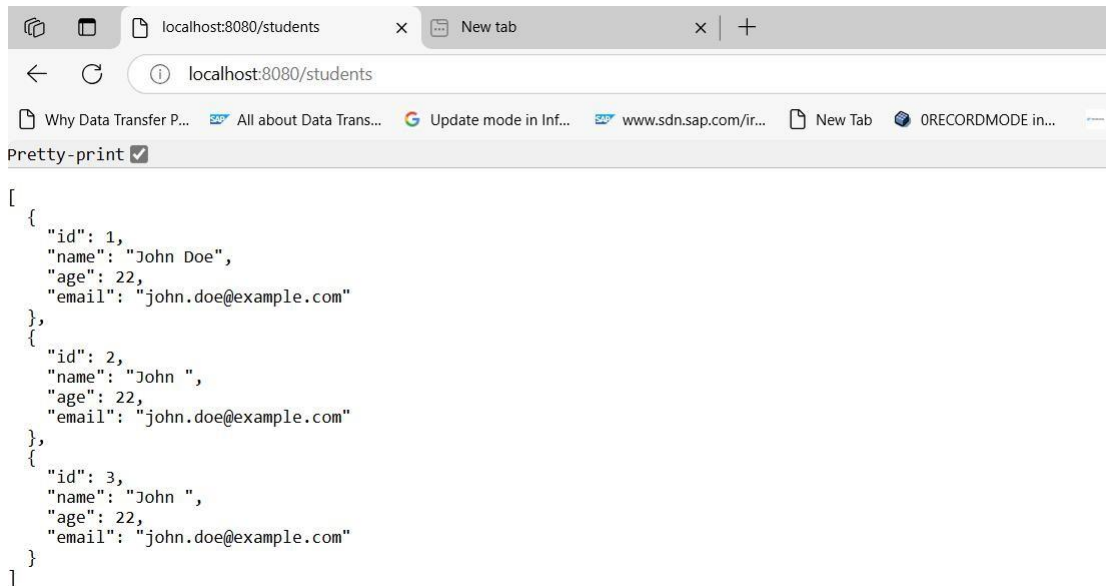 localhost:8080/students
New tab
localhost:8080/students
Why Data Transfer P... SAP All about Data Trans... G Update mode in Inf... SAP www.sdn.sap.com/ir... New Tab 0RECORDMODE in...
Pretty-print
[
  {
    "id": 1,
    "name": "John Doe",
    "age": 22,
    "email": "john.doe@example.com"
  },
  {
    "id": 2,
    "name": "John ",
    "age": 22,
    "email": "john.doe@example.com"
  },
  {
    "id": 3,
    "name": "John ",
    "age": 22,
    "email": "john.doe@example.com"
  }
]